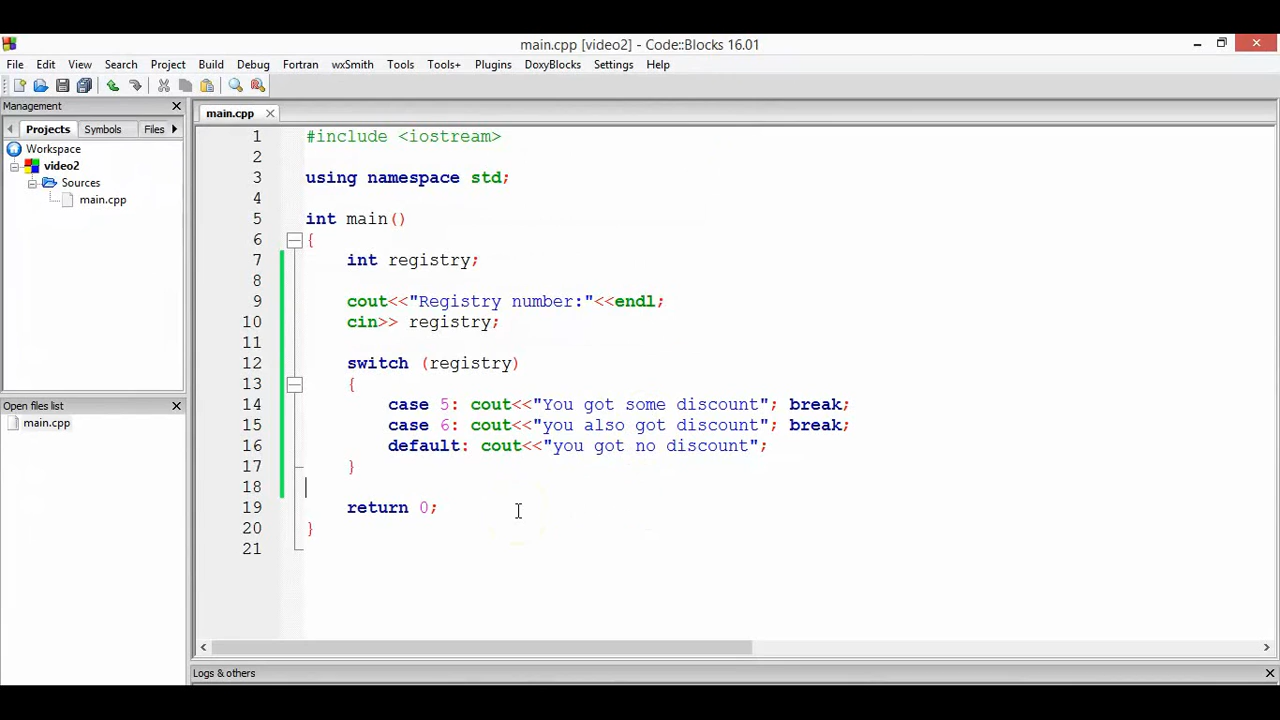 main.cpp [video2] - Code::Blocks 16.01
File Edit View Search Project Build Debug Fortran wxSmith Tools Tools+ Plugins DoxyBlocks Settings Help
Management
Projects Symbols Files
Workspace
video2
Sources
main.cpp
Open files list
main.cpp
main.cpp
1 #include <iostream>
2
3 using namespace std;
4
5 int main()
6 {
7 int registry;
8
9 cout<<"Registry number:"<<endl;
10 cin>> registry;
11
12 switch (registry)
13 {
14 case 5: cout<<"You got some discount"; break;
15 case 6: cout<<"you also got discount"; break;
16 default: cout<<"you got no discount";
17 }
18
19 return 0;
20 }
21
Logs & others